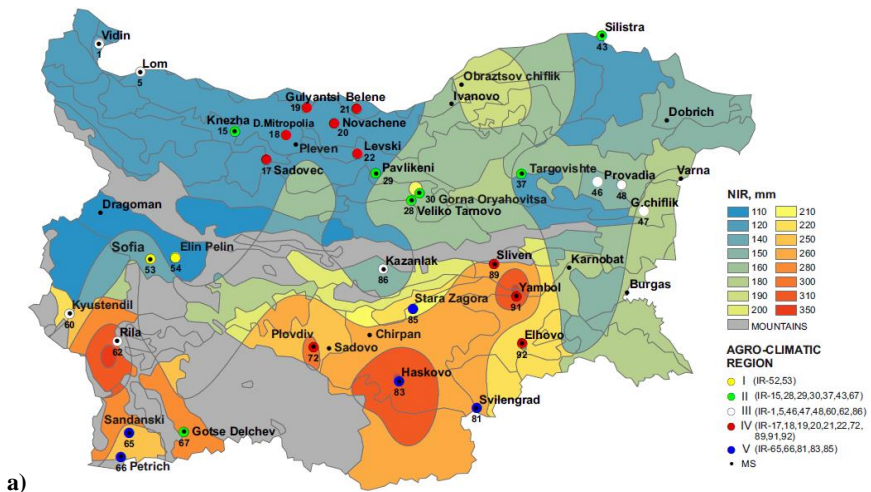 Vidin
1
Lom
5
Silistra
43
Obraztsov chiflik
Ivanovo
Dobrich
Gulyantsi Belene
19
21
Knezha
15
D.Mitropolia
18
Novachene
20
Pleven
Levski
22
17 Sadovec
Pavlikeni
29
Targovishte
37
Provadia
46
48
Varna
G.chiflik
47
30 Gorna Oryahovitsa
28
Veliko Tarnovo
Dragoman
Sofia
53
Elin Pelin
54
Kazanlak
86
Sliven
89
Karnobat
Burgas
Yambol
91
Kyustendil
60
Stara Zagora
85
Rila
62
Plovdiv
72
Chirpan
Sadovo
Elhovo
92
Haskovo
83
Svilengrad
81
Sandanski
65
Gotse Delchev
67
66 Petrich
NIR, mm
110 210
120 220
140 250
150 260
160 280
180 300
190 310
200 350
MOUNTAINS
AGRO-CLIMATIC
REGION
I (IR-52,53)
II (IR-15,28,29,30,37,43,67)
III (IR-1,5,46,47,48,60,62,86)
IV (IR-17,18,19,20,21,22,72,
89,91,92)
V (IR-65,66,81,83,85)
MS
a)